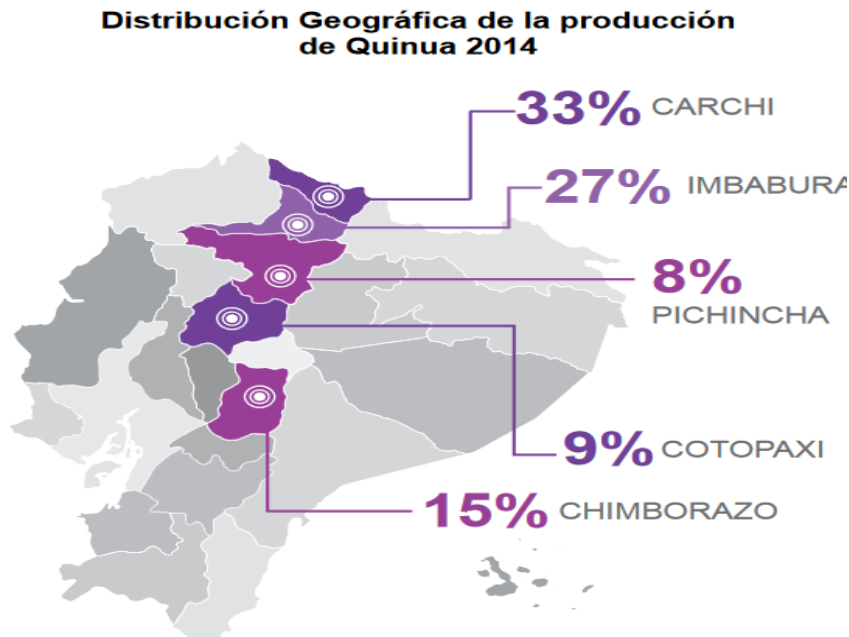 Distribución Geográfica de la producción
de Quinua 2014
33% CARCHI
27% IMBABURA
8%
PICHINCHA
9% COTOPAXI
15% CHIMBORAZO